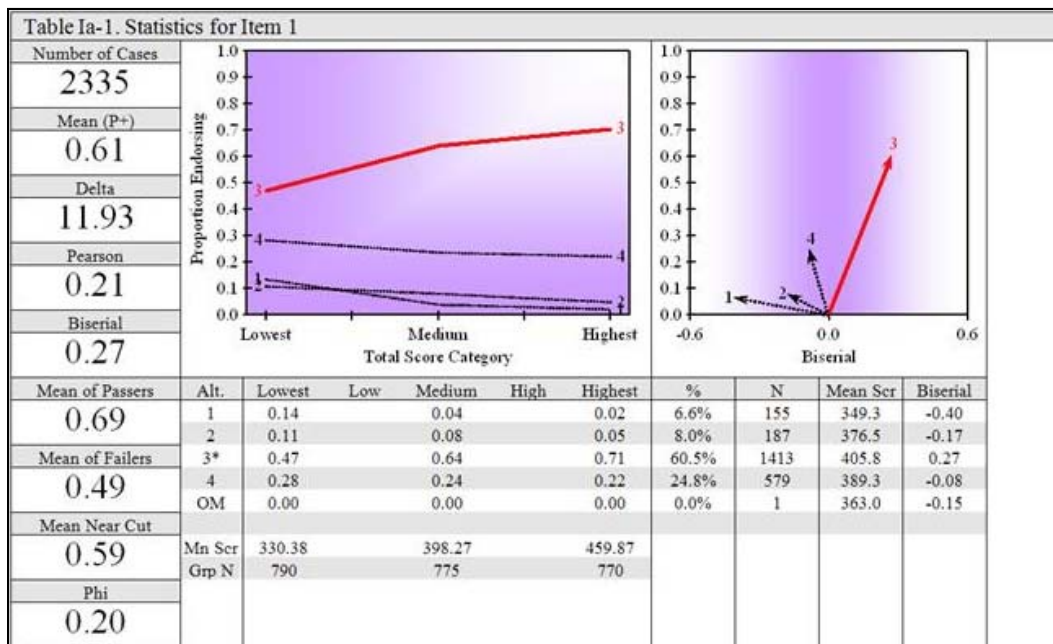 Table Ia-1. Statistics for Item 1
Number of Cases
2335
Mean (P+)
0.61
Delta
11.93
Pearson
0.21
Biserial
0.27
Mean of Passers
0.69
Mean of Failers
0.49
Mean Near Cut
0.59
Phi
0.20
Proportion Endorsing
1.0
0.9
0.8
0.7
0.6
0.5
0.4
0.3
0.2
0.1
0.0
3 3
4 4
1 1
2 2
Lowest Medium Highest
Total Score Category
1.0
0.9
0.8
0.7
0.6
0.5
0.4
0.3
0.2
0.1
0.0
3
4
1 2
-0.6 0.0 0.6
Biserial
Alt. Lowest Low Medium High Highest % N Mean Scr Biserial
1 0.14 0.04 0.02 6.6% 155 349.3 -0.40
2 0.11 0.08 0.05 8.0% 187 376.5 -0.17
3* 0.47 0.64 0.71 60.5% 1413 405.8 0.27
4 0.28 0.24 0.22 24.8% 579 389.3 -0.08
OM 0.00 0.00 0.00 0.0% 1 363.0 -0.15
Mn Scr 330.38 398.27 459.87
Grp N 790 775 770